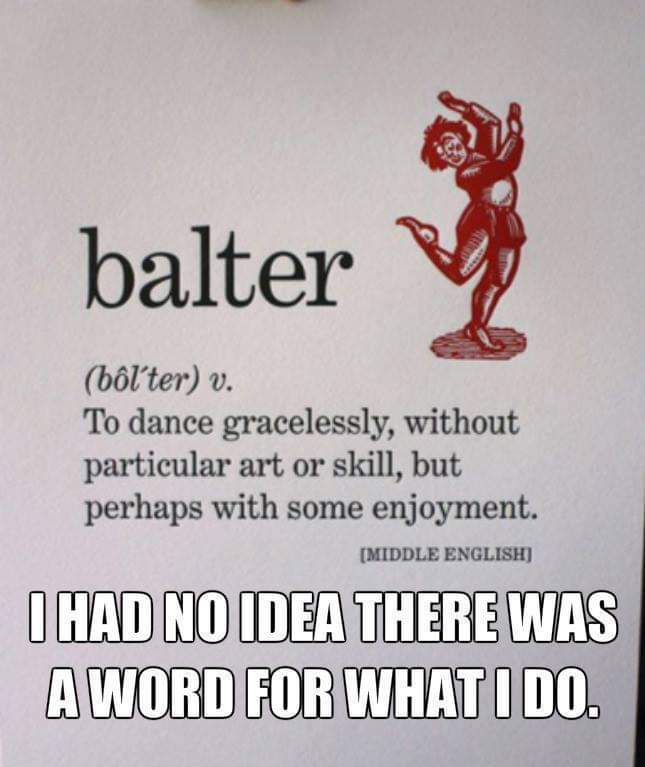 balter
(bôl′ter) v.
To dance gracelessly, without
particular art or skill, but
perhaps with some enjoyment.
[MIDDLE ENGLISH]
I HAD NO IDEA THERE WAS
A WORD FOR WHAT I DO.